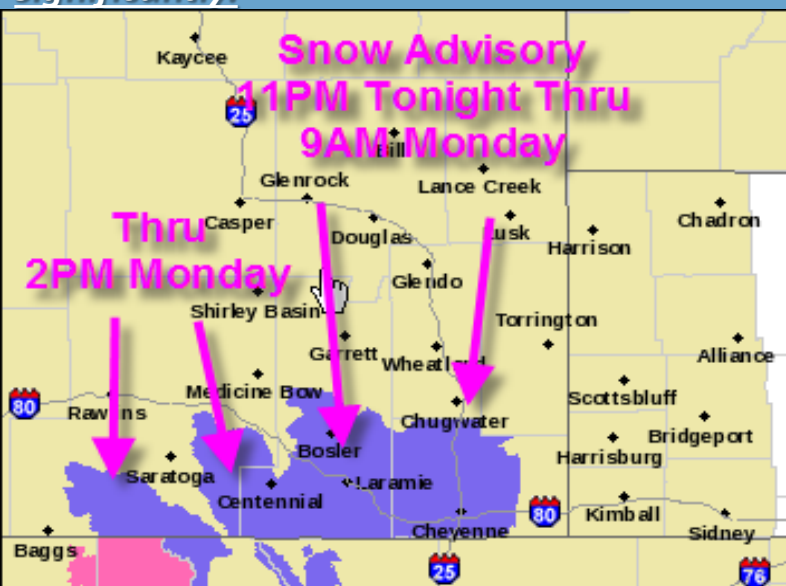 Kaycee
Snow Advisory
11PM Tonight Thru
9AM Monday
25
Bill
Glenrock
Lance Creek
Casper
Thru
2PM Monday
Douglas
Lusk
Harrison
Chadron
Glendo
Shirley Basin
Torrington
Garrett
Wheatland
Alliance
80
Rawlins
Medicine Bow
Scottsbluff
Chugwater
Bridgeport
Bosler
Harrisburg
Saratoga
Centennial
Laramie
80
Kimball
Cheyenne
Sidney
Baggs
25
76